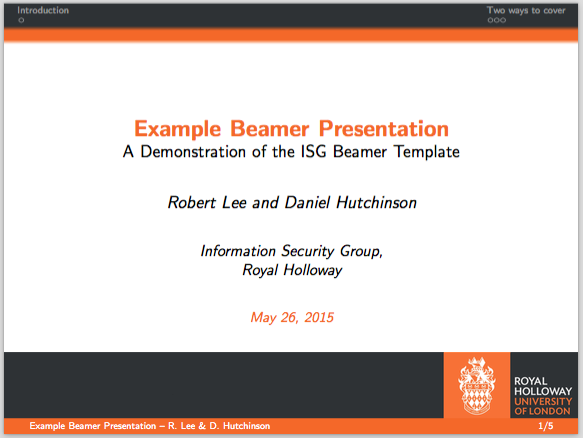 Introduction
Two ways to cover
Example Beamer Presentation
A Demonstration of the ISG Beamer Template
Robert Lee and Daniel Hutchinson
Information Security Group,
Royal Holloway
May 26, 2015
ROYAL
HOLLOWAY
UNIVERSITY
OF LONDON
Example Beamer Presentation – R. Lee & D. Hutchinson
1/5